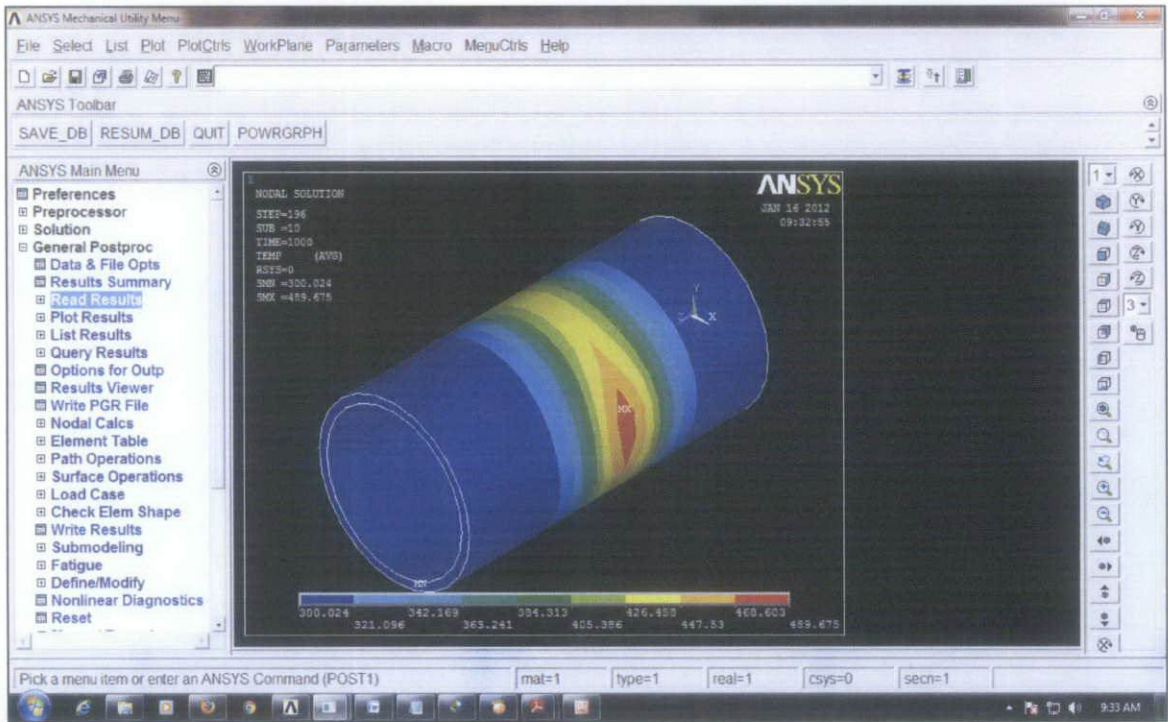 ANSYS Mechanical Utility Menu
File Select List Plot PlotCtrls WorkPlane Parameters Macro MenuCtrls Help
ANSYS Toolbar
SAVE_DB RESUM_DB QUIT POWRGRPH
ANSYS Main Menu
Preferences
Preprocessor
Solution
General Postproc
Data & File Opts
Results Summary
Read Results
Plot Results
List Results
Query Results
Options for Outp
Results Viewer
Write PGR File
Nodal Calcs
Element Table
Path Operations
Surface Operations
Load Case
Check Elem Shape
Write Results
Submodeling
Fatigue
Define/Modify
Nonlinear Diagnostics
Reset
1
NODAL SOLUTION
STEP=196
SUB =10
TIME=1000
TEMP (AVG)
RSYS=0
SMN =300.024
SMX =489.675
ANSYS
JAN 16 2012
09:32:55
Y
Z X
MX
MN
300.024 342.169 384.313 426.458 468.603
321.096 363.241 405.386 447.53 489.675
1
3
Pick a menu item or enter an ANSYS Command (POST1) mat=1 type=1 real=1 csys=0 secn=1
9:33 AM